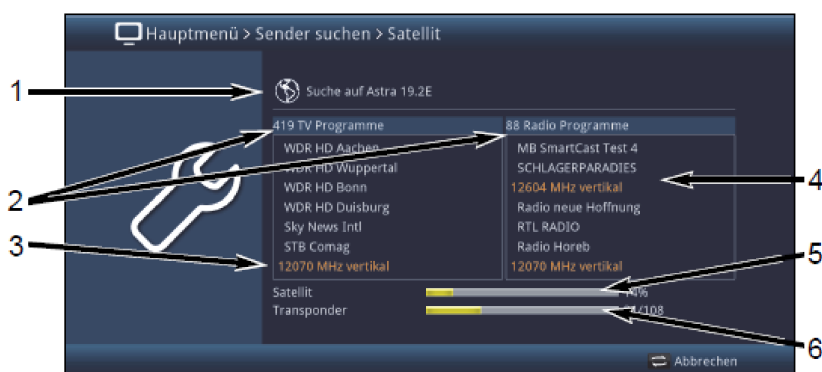 Hauptmenü > Sender suchen > Satellit
1
Suche auf Astra 19.2E
419 TV Programme
WDR HD Aachen
WDR HD Wuppertal
WDR HD Bonn
WDR HD Duisburg
Sky News Intl
STB Comag
12070 MHz vertikal
88 Radio Programme
MB SmartCast Test 4
SCHLAGERPARADIES
12604 MHz vertikal
Radio neue Hoffnung
RTL RADIO
Radio Horeb
12070 MHz vertikal
2
3
4
5
6
Satellit
Transponder
Abbrechen